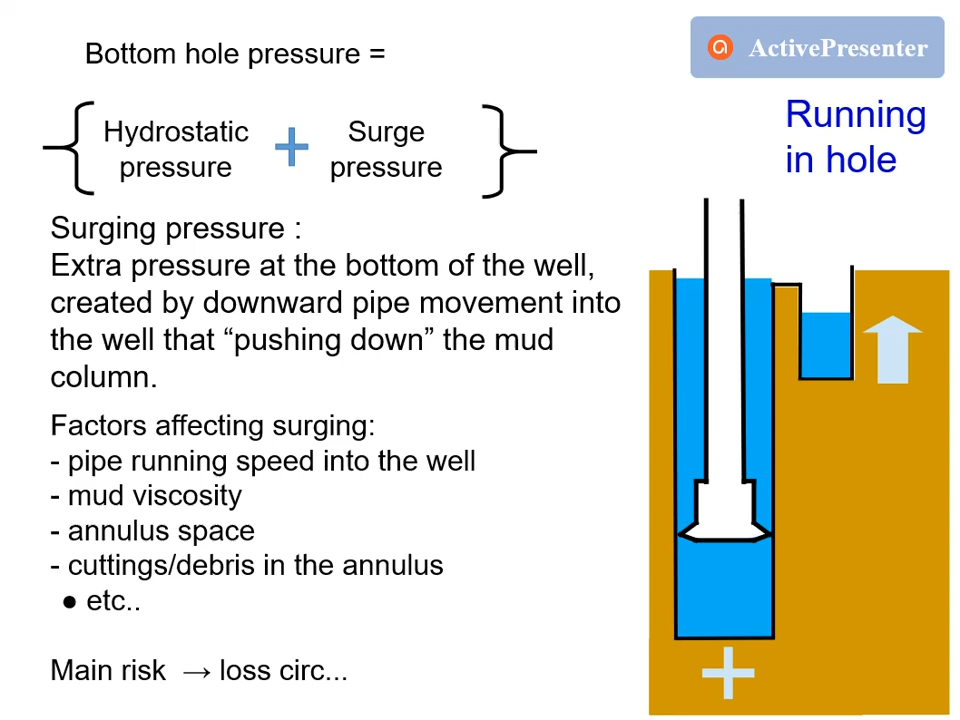 Bottom hole pressure =
ActivePresenter
Running
in hole
Hydrostatic
pressure
+
Surge
pressure
Surging pressure :
Extra pressure at the bottom of the well,
created by downward pipe movement into
the well that “pushing down” the mud
column.
Factors affecting surging:
- pipe running speed into the well
- mud viscosity
- annulus space
- cuttings/debris in the annulus
● etc..
Main risk → loss circ...
+